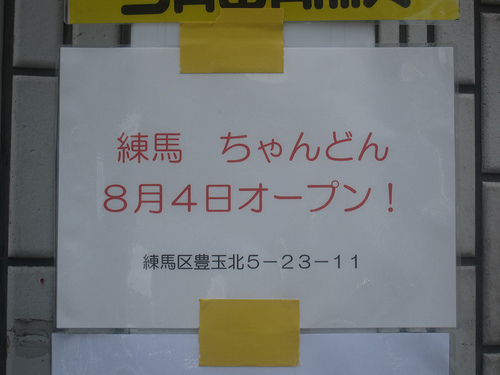 練馬 ちゃんどん
８月４日オープン！
練馬区豊玉北５－２３－１１